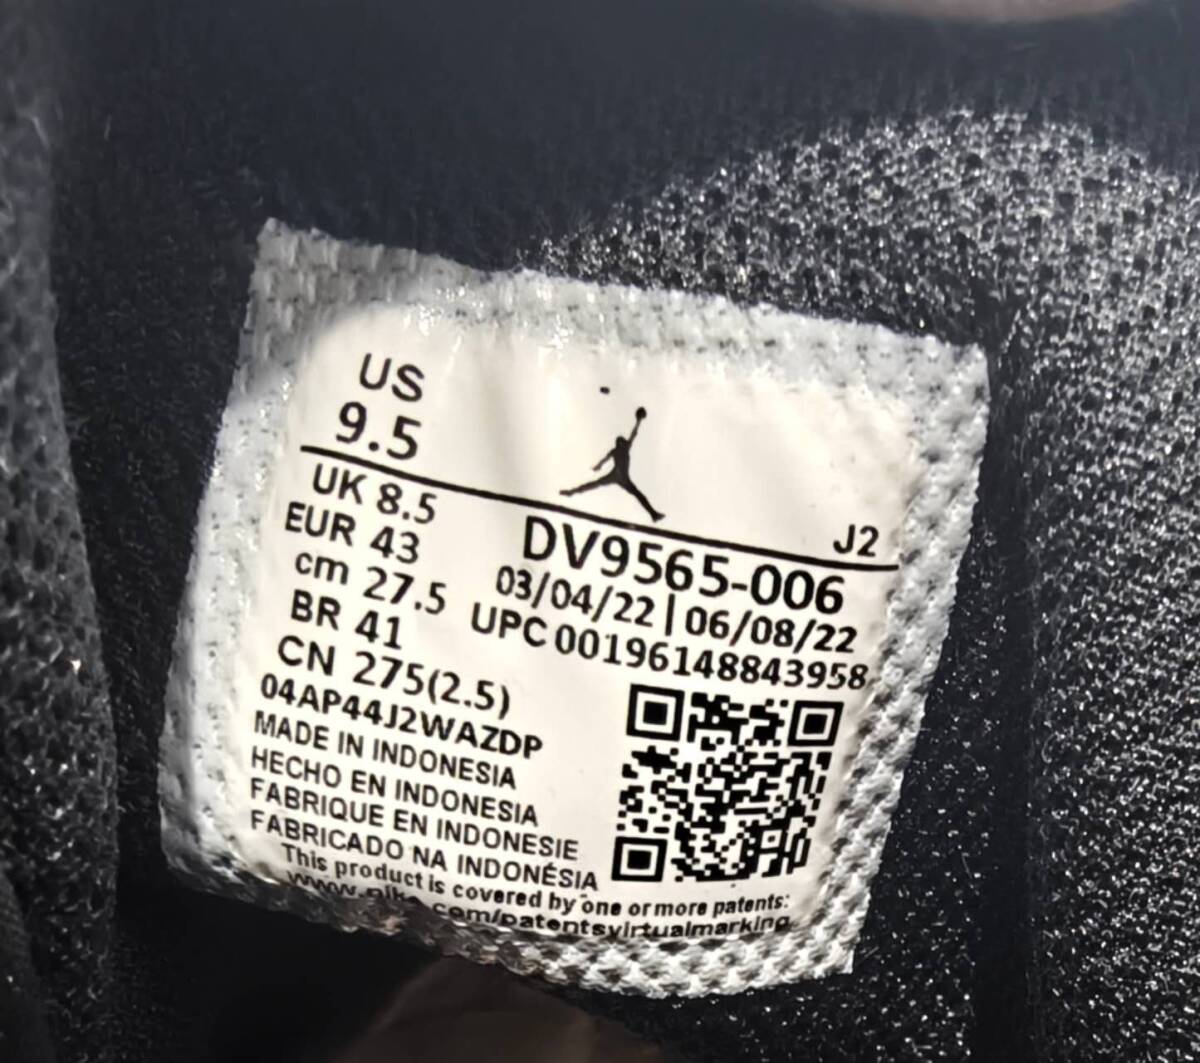 US
9.5
J2
UK 8.5
EUR 43
cm 27.5
BR 41
CN 275(2.5)
DV9565-006
03/04/22 | 06/08/22
UPC 00196148843958
04AP44J2WAZDP
MADE IN INDONESIA
HECHO EN INDONESIA
FABRIQUE EN INDONESIE
FABRICADO NA INDONÉSIA
This product is covered by one or more patents:
www.nike.com/patentsvirtualmarking